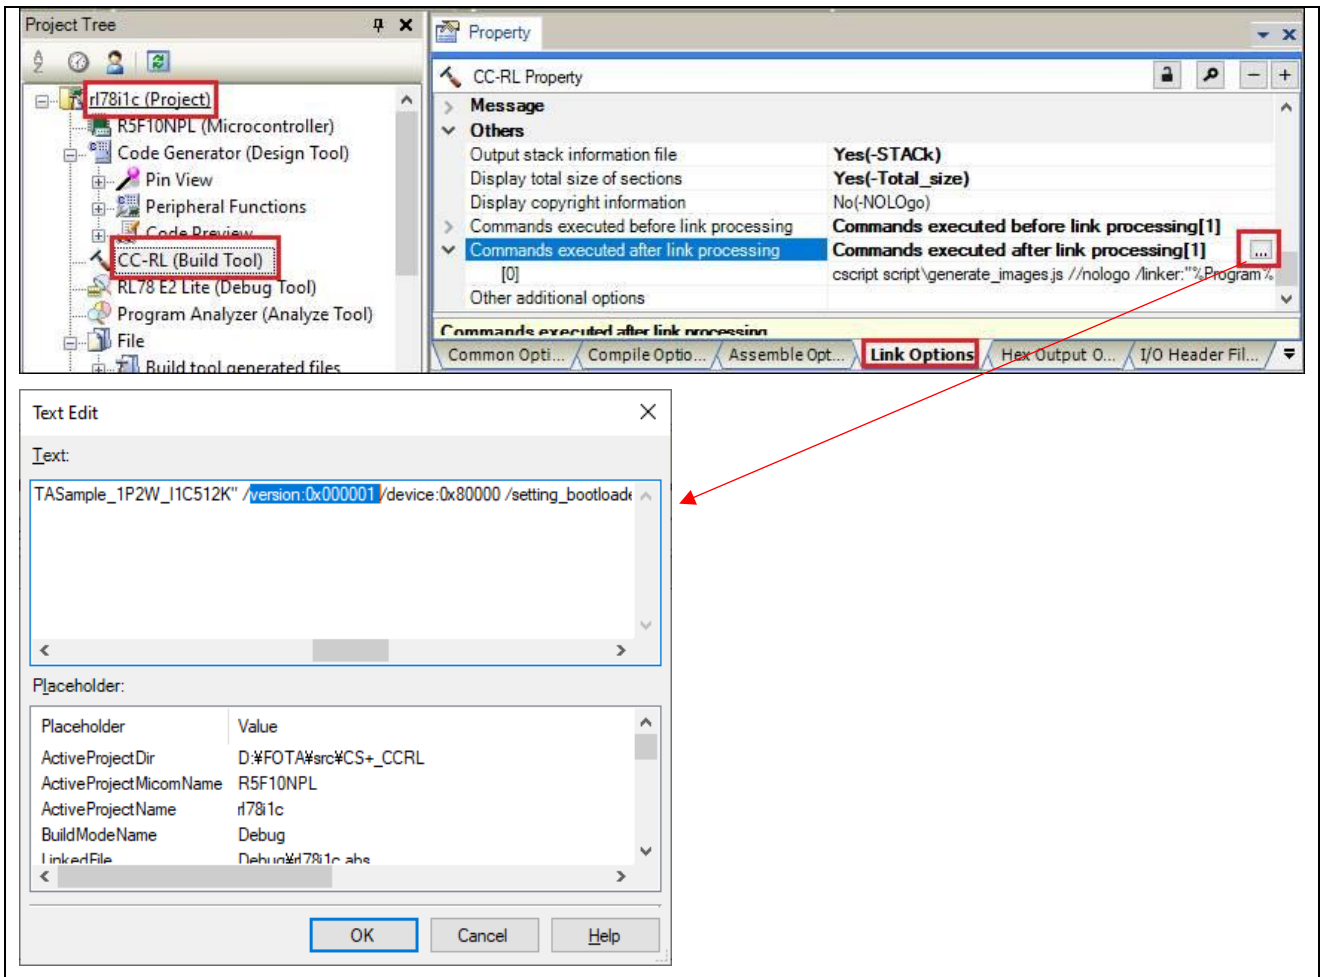 Project Tree
rl78i1c (Project)
R5F10NPL (Microcontroller)
Code Generator (Design Tool)
Pin View
Peripheral Functions
Code Preview
CC-RL (Build Tool)
RL78 E2 Lite (Debug Tool)
Program Analyzer (Analyze Tool)
File
Build tool generated files
Property
CC-RL Property
Message
Others
Output stack information file Yes(-STACk)
Display total size of sections Yes(-Total_size)
Display copyright information No(-NOLOgo)
Commands executed before link processing Commands executed before link processing[1]
Commands executed after link processing Commands executed after link processing[1] ...
[0] cscript script\generate_images.js //nologo /linker:"%Program%
Other additional options
Commands executed after link processing
Common Opti... Compile Optio... Assemble Opt... Link Options Hex Output O... I/O Header Fil...
Text Edit
Text:
TASample_1P2W_I1C512K" /version:0x000001 /device:0x80000 /setting_bootloade
Placeholder:
Placeholder Value
ActiveProjectDir D:¥FOTA¥src¥CS+_CCRL
ActiveProjectMicomName R5F10NPL
ActiveProjectName rl78i1c
BuildModeName Debug
LinkedFile Debug¥rl78i1c.abs
OK Cancel Help